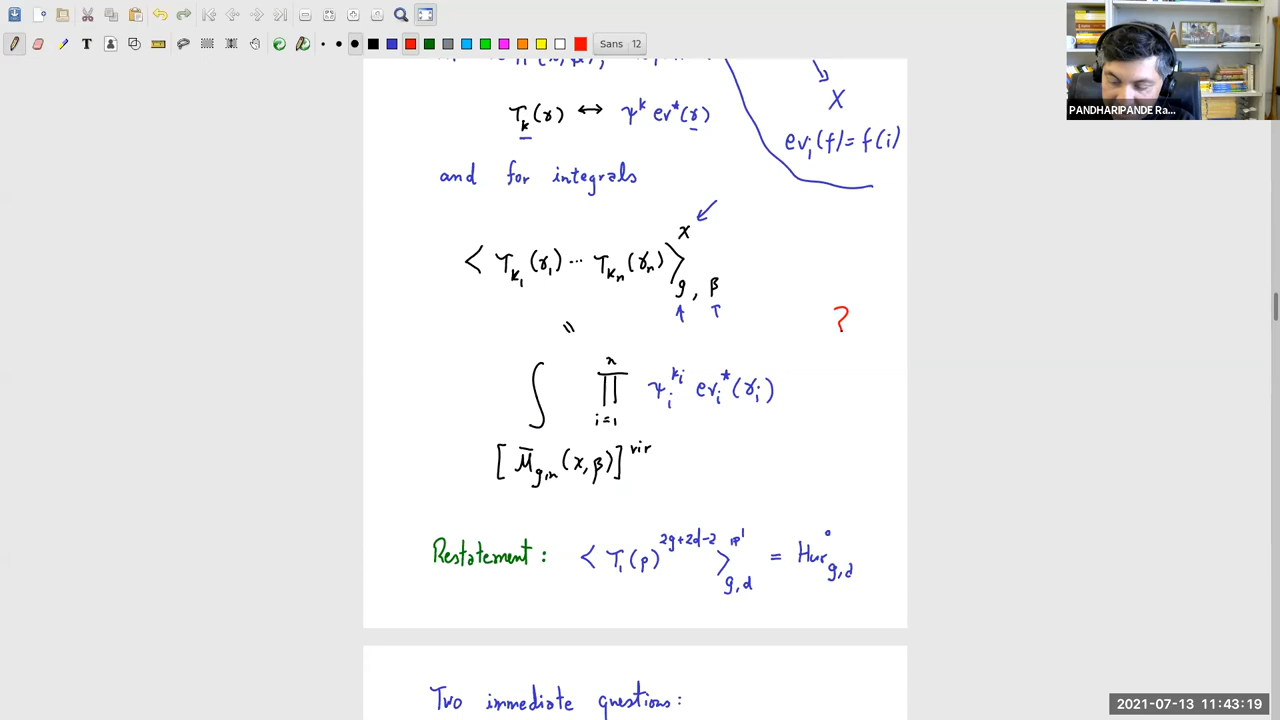 T
Sans 12
PANDHARIPANDE Ra...
X
τ_k(γ) ↔ ψ^k ev*(γ)
ev_i(f) = f(i)
and for integrals
< τ_{k_1}(γ_1) ... τ_{k_n}(γ_n) >^X_{g, β}
=
?
∫_{[M̄_{g,n}(X,β)]^{vir}} ∏_{i=1}^{n} ψ_i^{k_i} ev_i^*(γ_i)
Restatement : < τ_1(p)^{2g+2d-2} >^{P^1}_{g,d} = Hur°_{g,d}
Two immediate questions:
2021-07-13 11:43:19